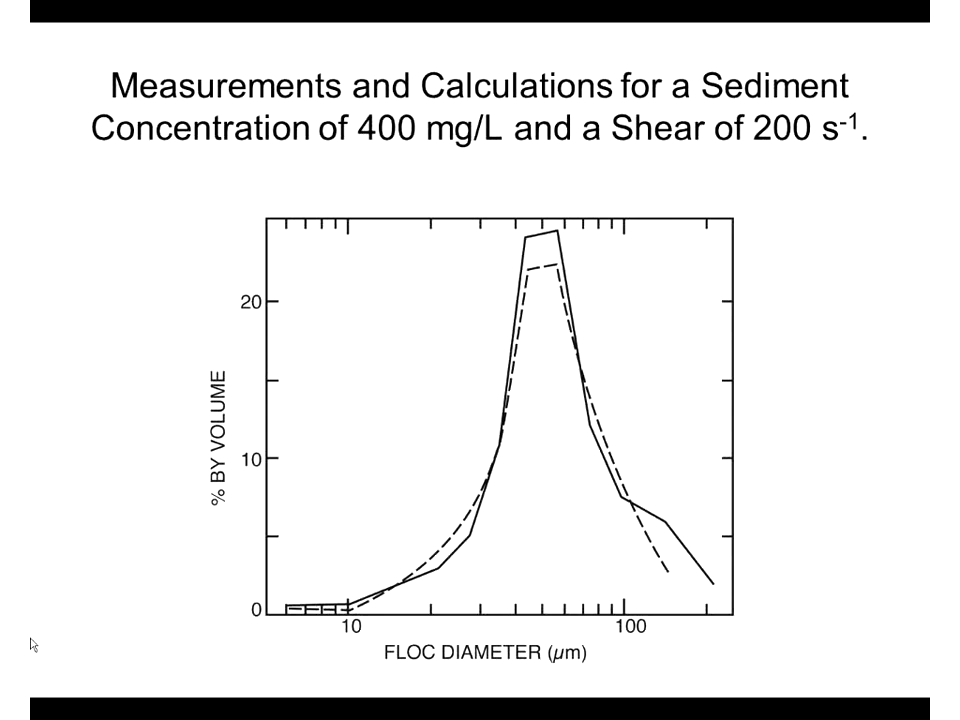 Measurements and Calculations for a Sediment
Concentration of 400 mg/L and a Shear of 200 s-1.
20
10
0
% BY VOLUME
10
100
FLOC DIAMETER (µm)